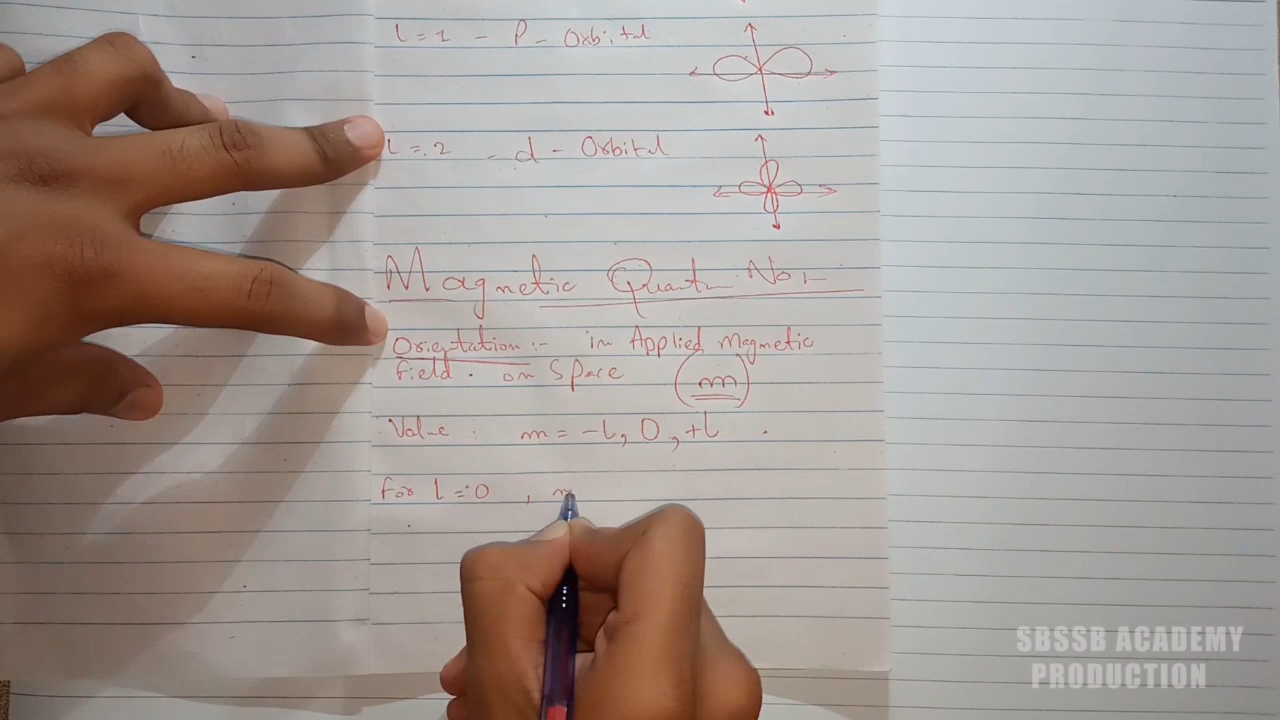 l = 1 - P - Orbital
l = 2 - d - Orbital
Magnetic Quantm No :-
Orientation :- in Applied Magnetic
field . on Space (m)
Value : m = -l, 0, +l .
For l = 0 , m
SBSSB ACADEMY
PRODUCTION